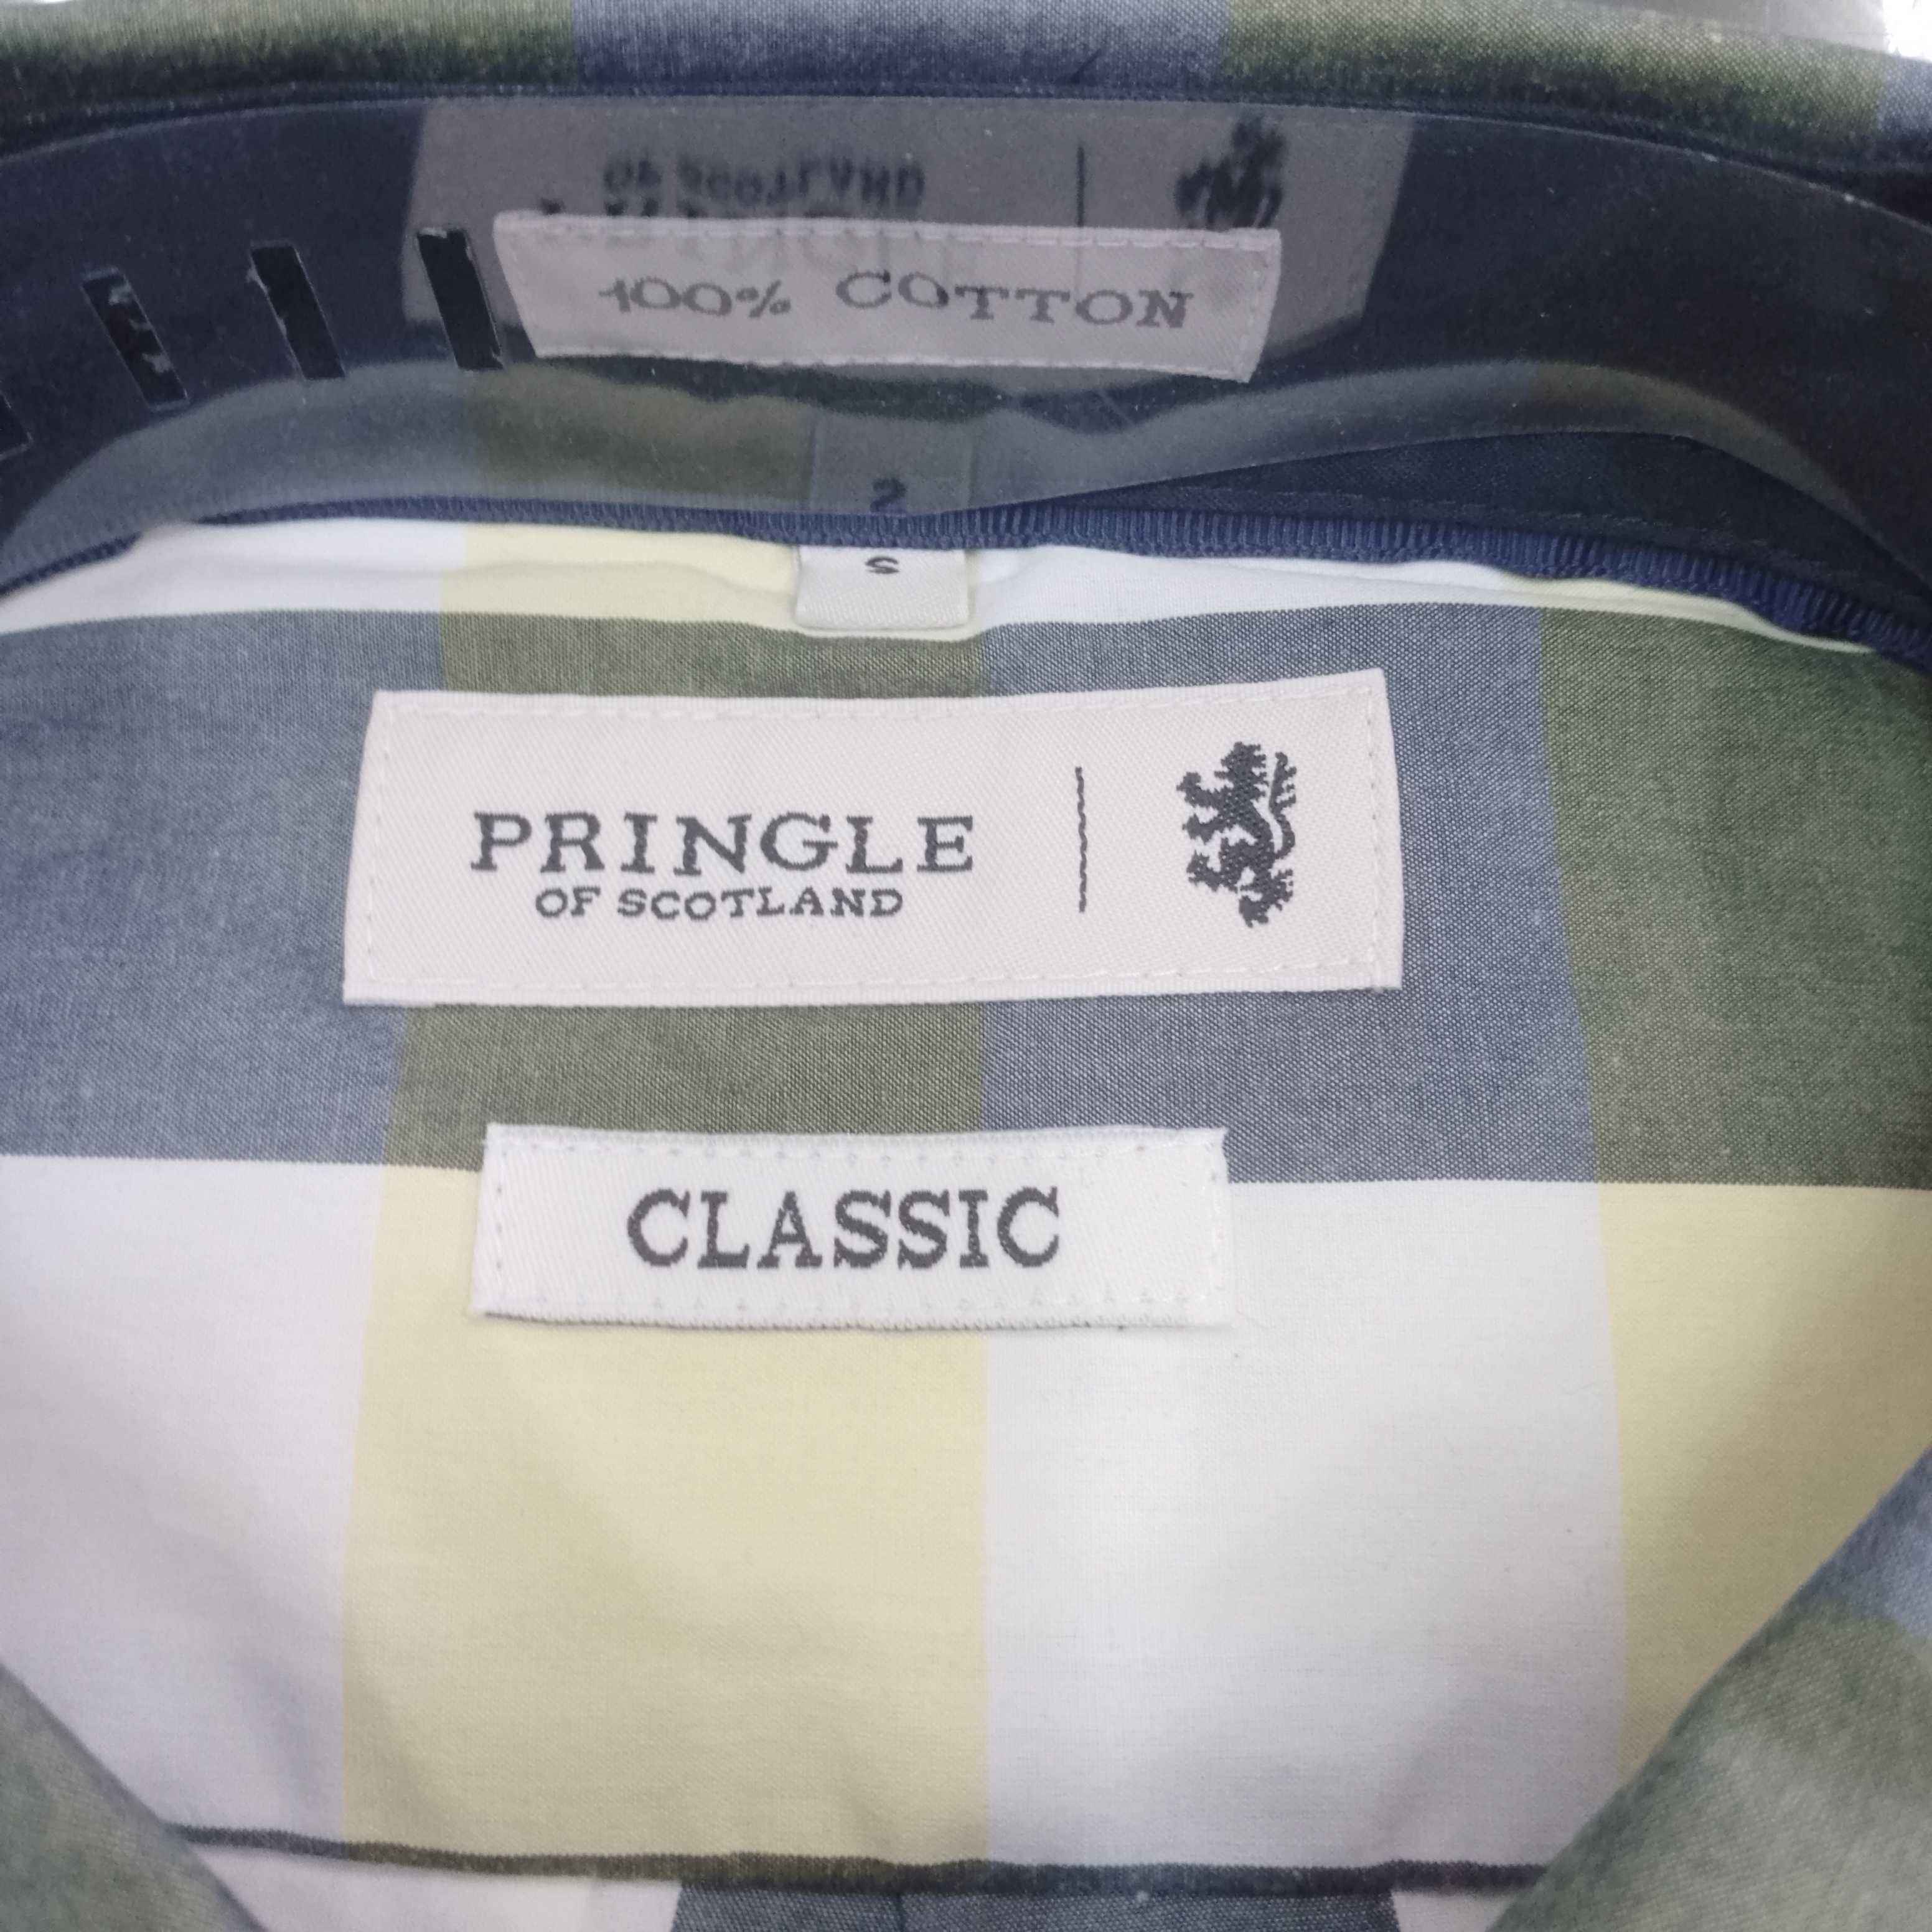 100% COTTON
S
PRINGLE
OF SCOTLAND
CLASSIC